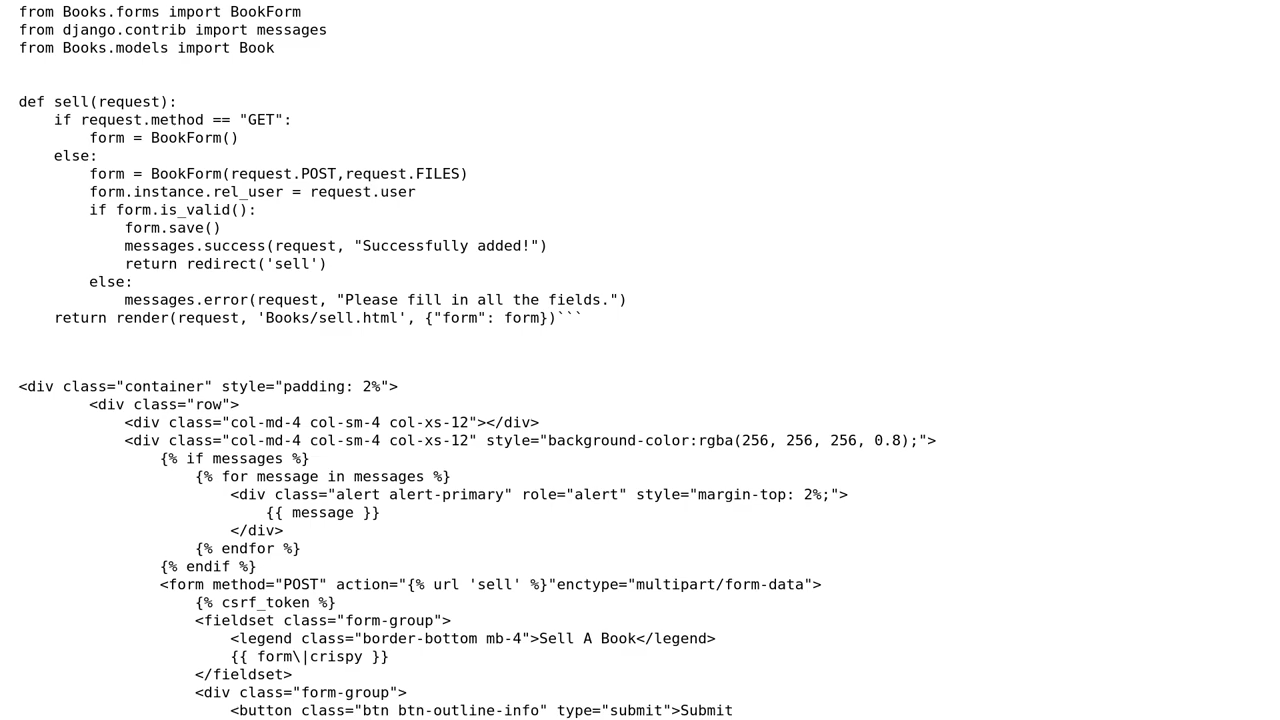 from Books.forms import BookForm
from django.contrib import messages
from Books.models import Book
def sell(request):
    if request.method == "GET":
        form = BookForm()
    else:
        form = BookForm(request.POST,request.FILES)
        form.instance.rel_user = request.user
        if form.is_valid():
            form.save()
            messages.success(request, "Successfully added!")
            return redirect('sell')
        else:
            messages.error(request, "Please fill in all the fields.")
    return render(request, 'Books/sell.html', {"form": form})```
<div class="container" style="padding: 2%">
        <div class="row">
            <div class="col-md-4 col-sm-4 col-xs-12"></div>
            <div class="col-md-4 col-sm-4 col-xs-12" style="background-color:rgba(256, 256, 256, 0.8);">
                {% if messages %}
                    {% for message in messages %}
                        <div class="alert alert-primary" role="alert" style="margin-top: 2%;">
                            {{ message }}
                        </div>
                    {% endfor %}
                {% endif %}
                <form method="POST" action="{% url 'sell' %}"enctype="multipart/form-data">
                    {% csrf_token %}
                    <fieldset class="form-group">
                        <legend class="border-bottom mb-4">Sell A Book</legend>
                        {{ form\|crispy }}
                    </fieldset>
                    <div class="form-group">
                        <button class="btn btn-outline-info" type="submit">Submit